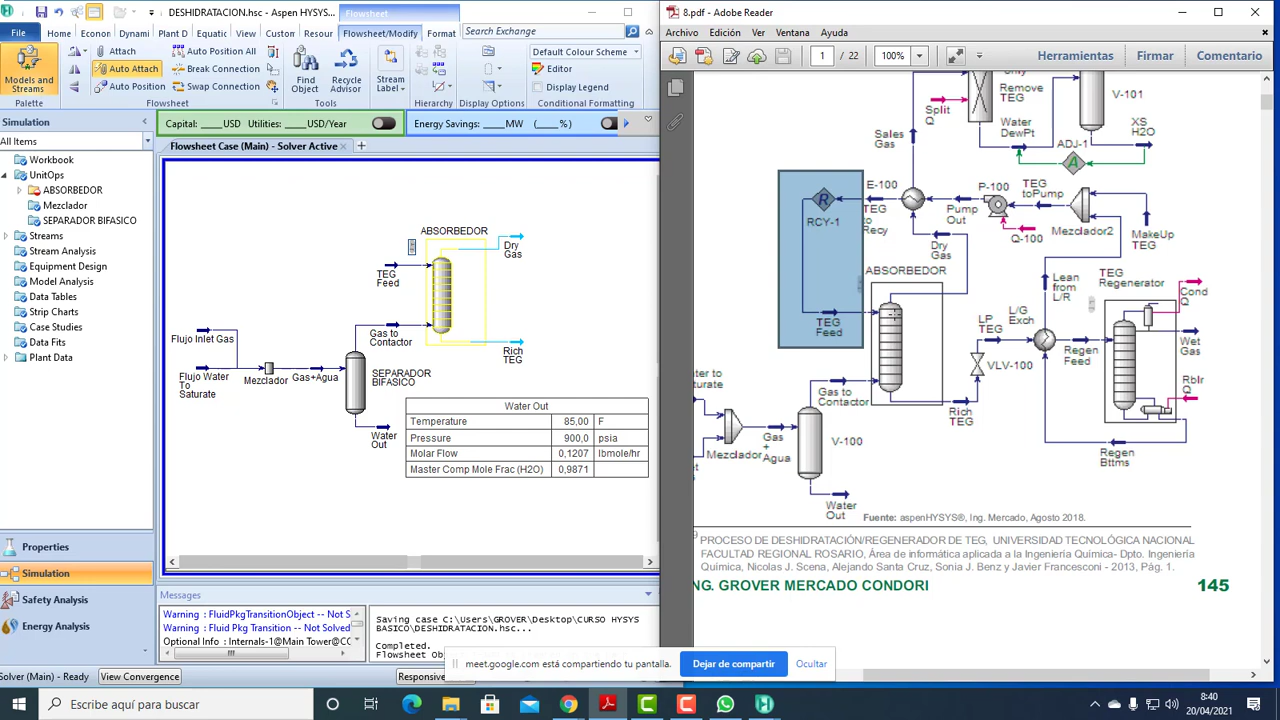 DESHIDRATACION.hsc - Aspen HYSYS
Flowsheet
File
Home
Econd
Dynami
Plant D
Equati
View
Custom
Resour
Flowsheet/Modify
Format
Search Exchange
Models and
Streams
Palette
Attach
Auto Attach
Auto Position
Auto Position All
Break Connection
Swap Connection
Flowsheet
Find
Object
Recycle
Advisor
Tools
Stream
Label
Hierarchy
Display Options
Default Colour Scheme
Editor
Display Legend
Conditional Formatting
Simulation
All Items
Workbook
UnitOps
ABSORBEDOR
Mezclador
SEPARADOR BIFASICO
Streams
Stream Analysis
Equipment Design
Model Analysis
Data Tables
Strip Charts
Case Studies
Data Fits
Plant Data
Properties
Simulation
Safety Analysis
Energy Analysis
Capital: ____USD Utilities: ____USD/Year
Energy Savings: ____MW (____%)
Flowsheet Case (Main) - Solver Active
ABSORBEDOR
Dry
Gas
TEG
Feed
Gas to
Contactor
Rich
TEG
Flujo Inlet Gas
Flujo Water
To
Saturate
Mezclador
Gas+Agua
SEPARADOR
BIFASICO
Water
Out
Water Out
Temperature 85,00 F
Pressure 900,0 psia
Molar Flow 0,1207 lbmole/hr
Master Comp Mole Frac (H2O) 0,9871
Messages
Warning : FluidPkgTransitionObject -- Not S
Warning : Fluid Pkg Transition -- Not Solved
Optional Info : Internals-1@Main Tower@CO
Saving case C:\Users\GROVER\Desktop\CURSO HYSYS
BASICO\DESHIDRATACION.hsc...
Completed.
Flowsheet Obj
Solver (Main) - Ready
View Convergence
Responsive
8.pdf - Adobe Reader
Archivo
Edición
Ver
Ventana
Ayuda
1
/ 22
100%
Herramientas
Firmar
Comentario
Remove
TEG
V-101
Split
Q
Sales
Gas
Water
DewPt
XS
H2O
ADJ-1
A
R
RCY-1
E-100
TEG
to
Recy
P-100
Pump
Out
TEG
toPump
Q-100
Mezclador2
MakeUp
TEG
Dry
Gas
ABSORBEDOR
TEG
Feed
Lean
from
L/R
TEG
Regenerator
Cond
Q
LP
TEG
L/G
Exch
Wet
Gas
VLV-100
Regen
Feed
Rblr
Q
Water to
Saturate
Gas to
Contactor
Rich
TEG
Mezclador
Gas
+
Agua
V-100
Regen
Bttms
Water
Out
Fuente: aspenHYSYS®, Ing. Mercado, Agosto 2018.
PROCESO DE DESHIDRATACIÓN/REGENERADOR DE TEG, UNIVERSIDAD TECNOLÓGICA NACIONAL
FACULTAD REGIONAL ROSARIO, Área de informática aplicada a la Ingeniería Química- Dpto. Ingeniería
Química, Nicolas J. Scena, Alejandro Santa Cruz, Sonia J. Benz y Javier Francesconi - 2013, Pág. 1.
NG. GROVER MERCADO CONDORI
145
meet.google.com está compartiendo tu pantalla.
Dejar de compartir
Ocultar
Escribe aquí para buscar
8:40
20/04/2021